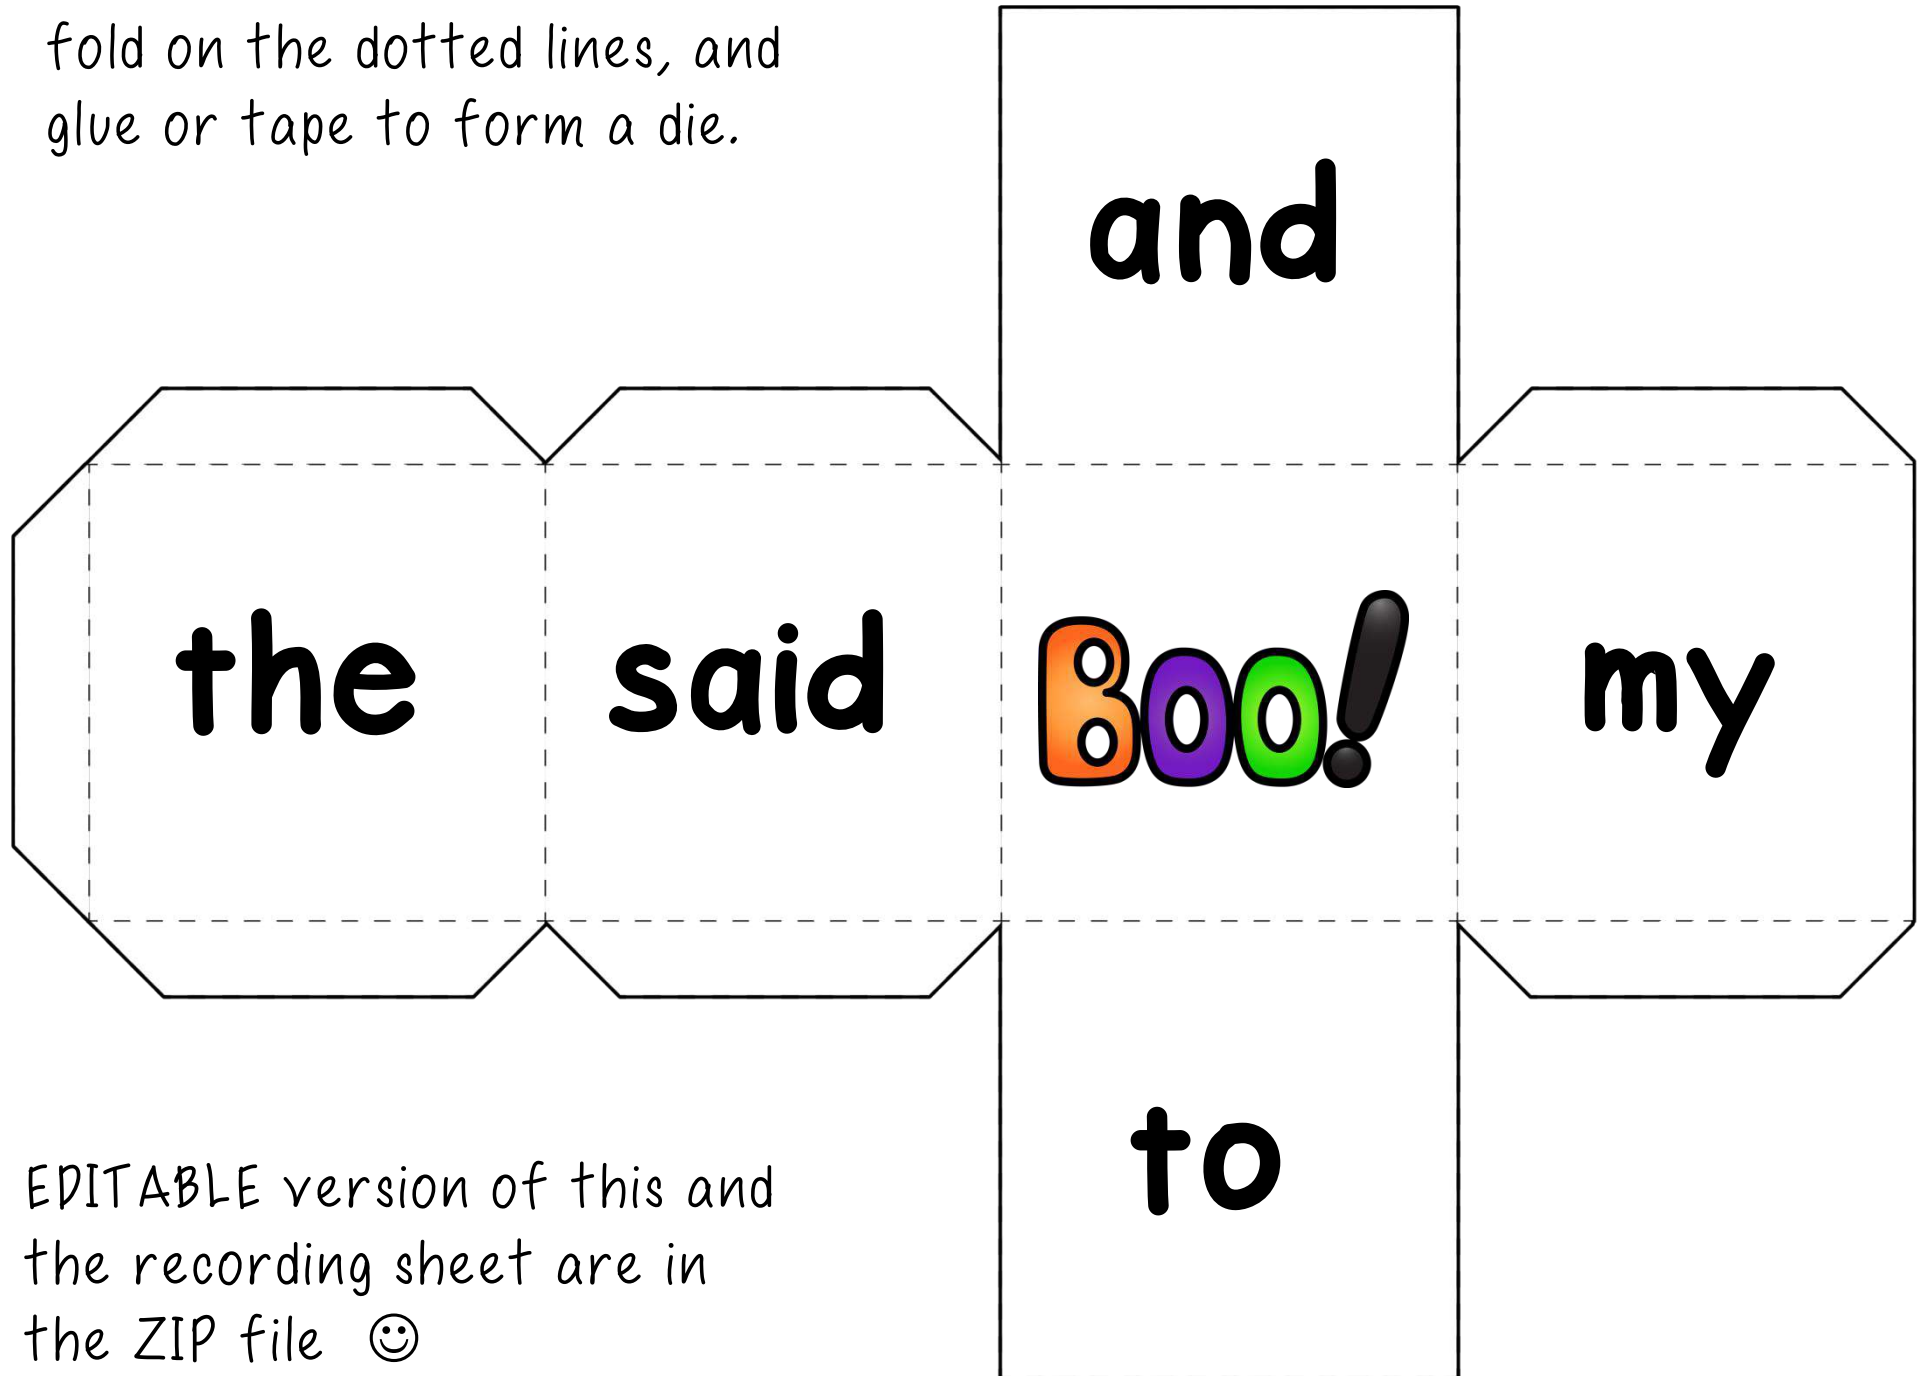 fold on the dotted lines, and
glue or tape to form a die.
and
the said Boo! my
to
EDITABLE version of this and
the recording sheet are in
the ZIP file ☺